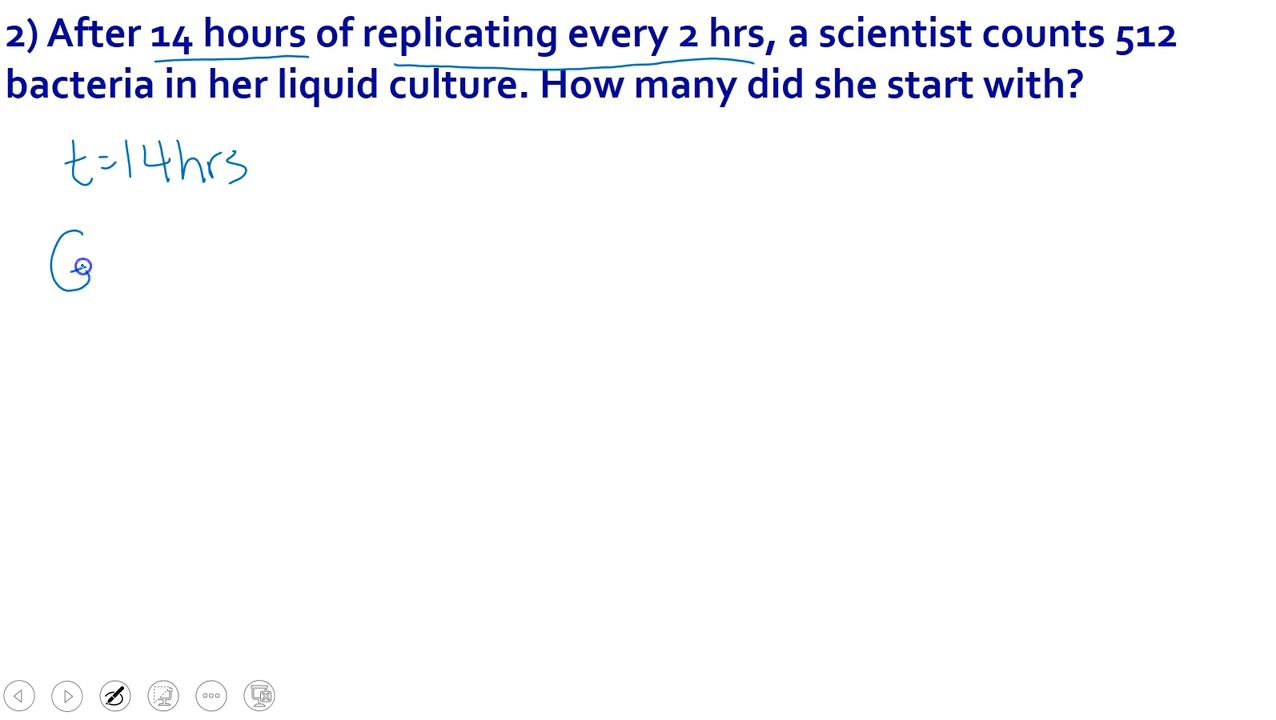 2) After 14 hours of replicating every 2 hrs, a scientist counts 512
bacteria in her liquid culture. How many did she start with?
t=14hrs
G